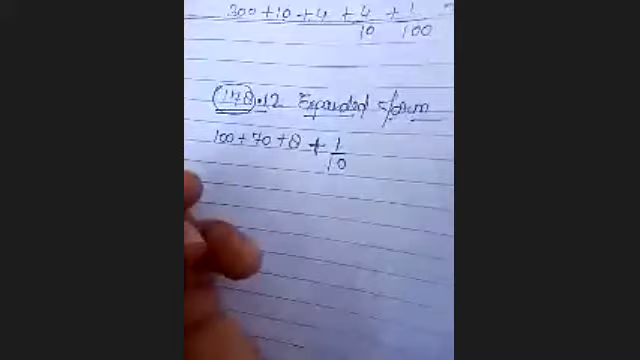 300 + 10 + 4 + 4/10 + 1/100
178.12 Expanded form
100 + 70 + 8 + 1/10